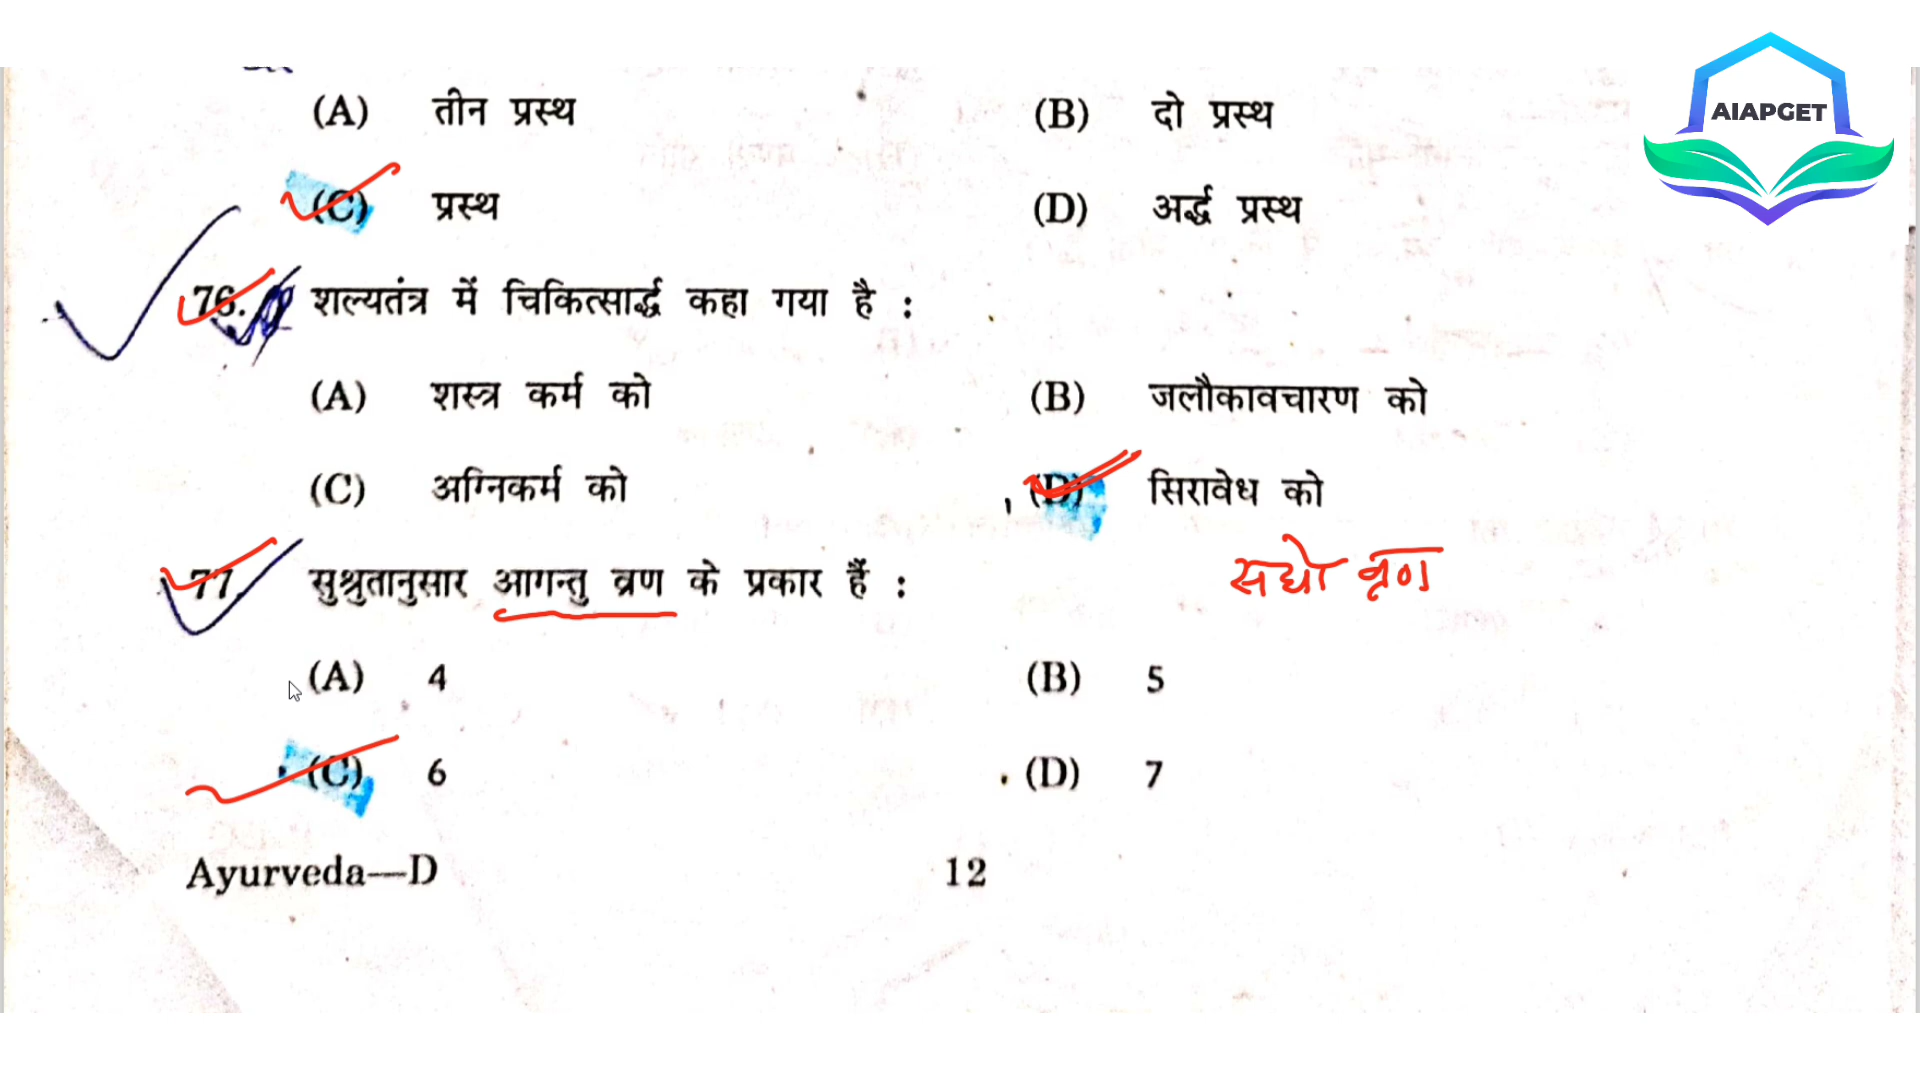 AIAPGET
(A) तीन प्रस्थ (B) दो प्रस्थ
(C) प्रस्थ (D) अर्द्ध प्रस्थ
76. शल्यतंत्र में चिकित्सार्द्ध कहा गया है :
(A) शस्त्र कर्म को (B) जलौकावचारण को
(C) अग्निकर्म को (D) सिरावेध को
77. सुश्रुतानुसार आगन्तु व्रण के प्रकार हैं : सद्यो व्रण
(A) 4 (B) 5
(C) 6 (D) 7
Ayurveda—D 12